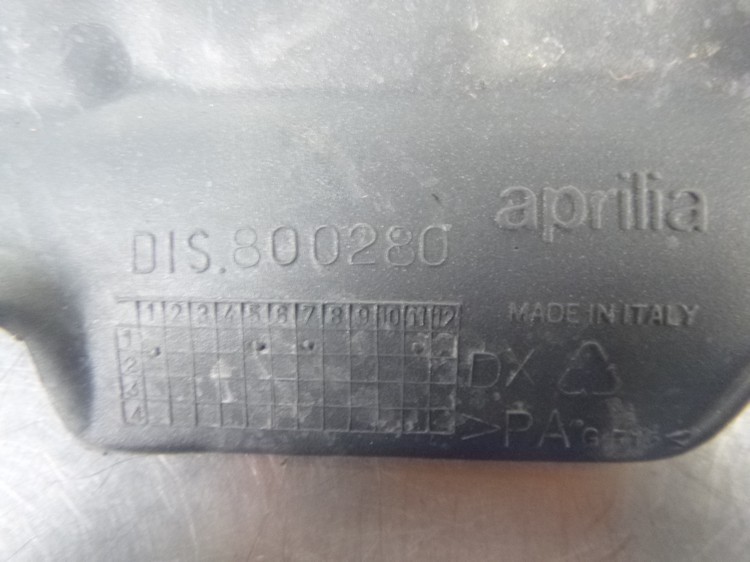 aprilia
DIS.800280
1 2 3 4 5 6 7 8 9 10 11 12
1
2
3
4
MADE IN ITALY
DX
>PA